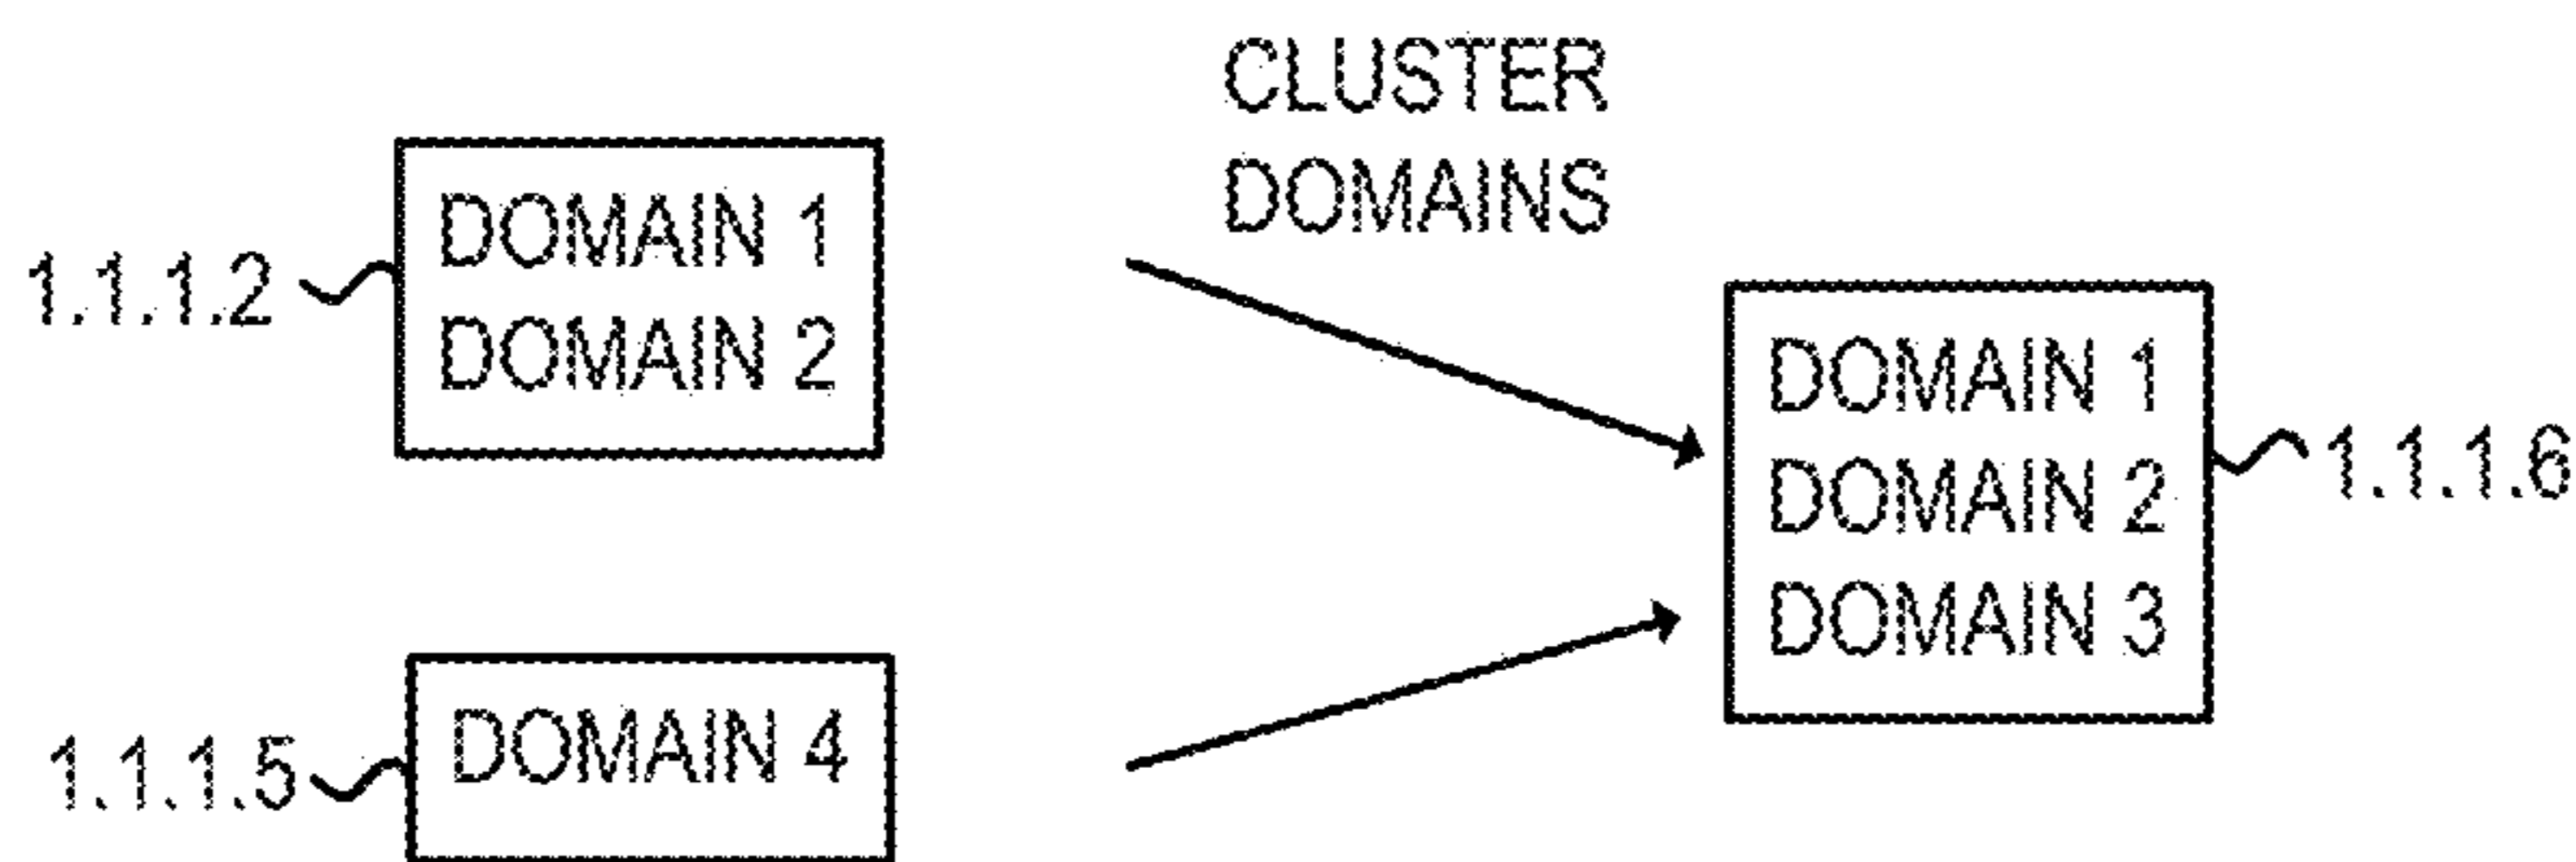 CLUSTER
DOMAINS
1.1.1.2
DOMAIN 1
DOMAIN 2
DOMAIN 1
DOMAIN 2
DOMAIN 3
1.1.1.6
1.1.1.5
DOMAIN 4